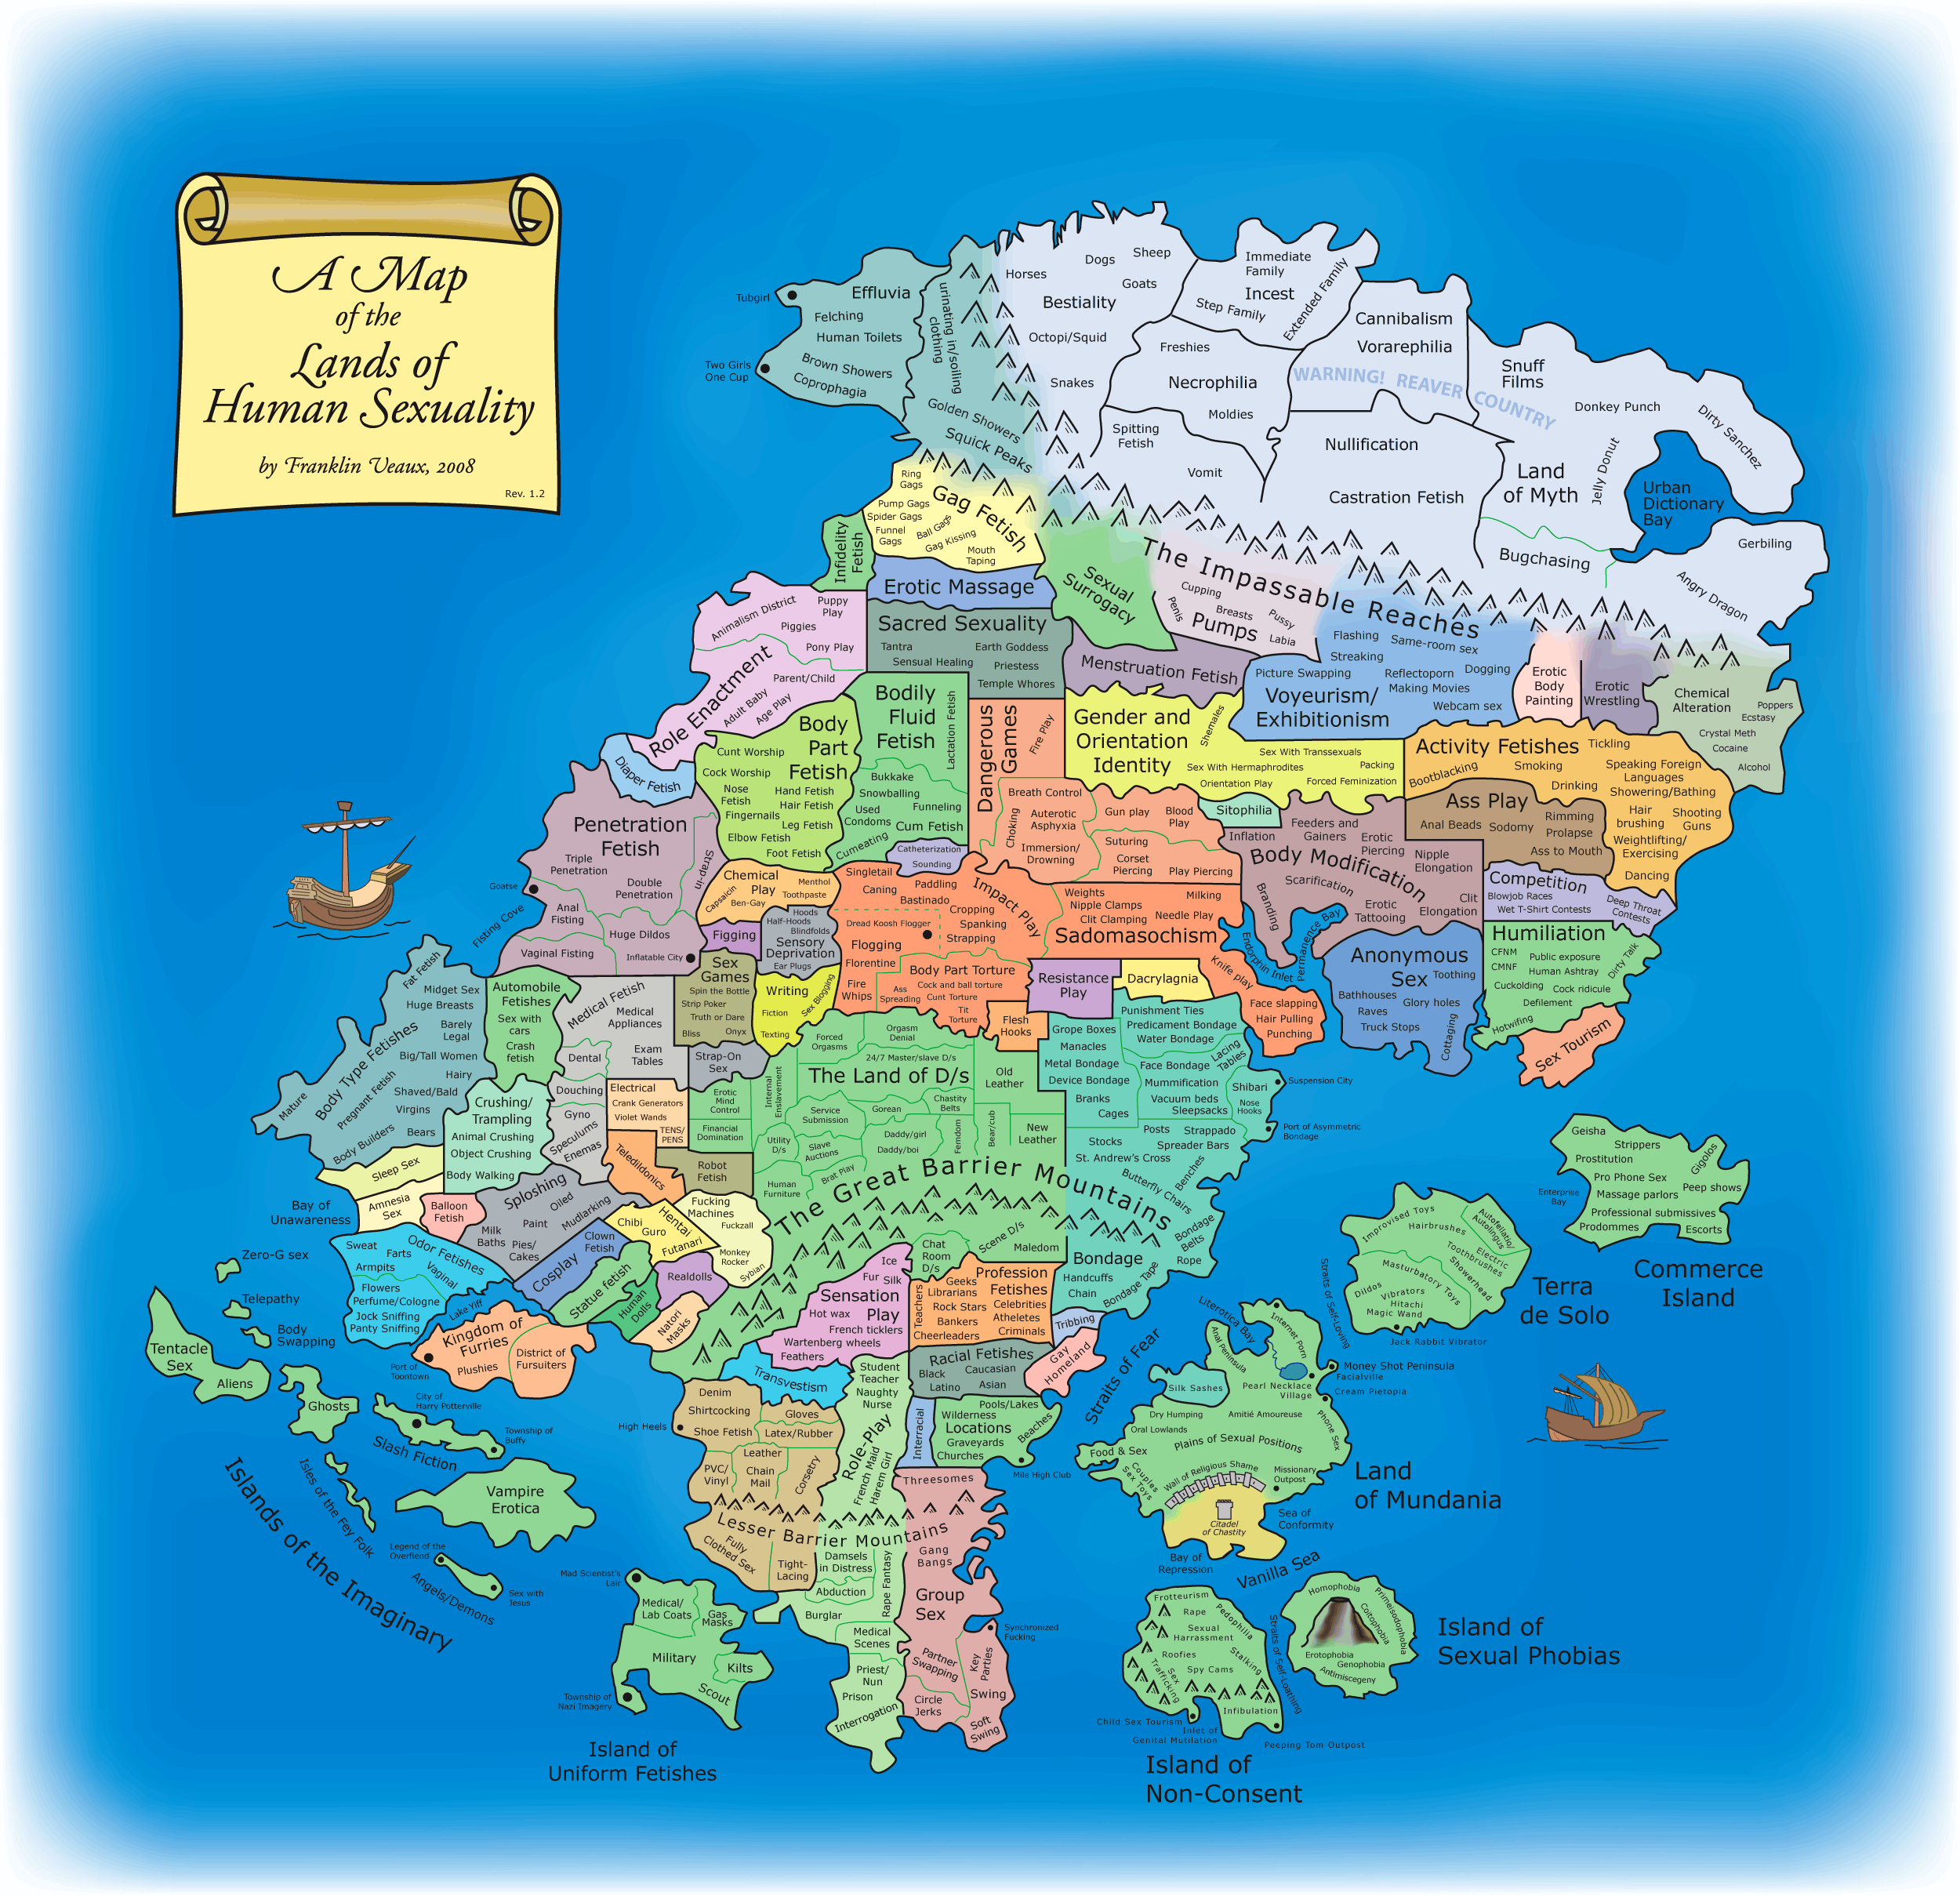 A Map
of the
Lands of
Human Sexuality
by Franklin Veaux, 2008
Rev. 1.2
Tubgirl
Effluvia
Felching
Human Toilets
Two Girls
One Cup
Brown Showers
Coprophagia
urinating in/soiling
clothing
Golden Showers
Squick Peaks
Horses
Dogs
Sheep
Goats
Bestiality
Octopi/Squid
Snakes
Immediate
Family
Incest
Step Family
Extended Family
Freshies
Necrophilia
Moldies
Cannibalism
Vorarephilia
WARNING! REAVER COUNTRY
Snuff
Films
Donkey Punch
Dirty Sanchez
Jelly Donut
Land
of Myth
Urban
Dictionary
Bay
Spitting
Fetish
Vomit
Nullification
Castration Fetish
Bugchasing
Gerbiling
Angry Dragon
The Impassable Reaches
Ring
Gags
Pump Gags
Spider Gags
Funnel
Gags
Ball Gags
Gag Kissing
Mouth
Taping
Gag Fetish
Infidelity
Fetish
Erotic Massage
Sexual
Surrogacy
Cupping
Penis
Breasts
Pussy
Labia
Pumps
Sacred Sexuality
Tantra
Earth Goddess
Sensual Healing
Priestess
Temple Whores
Menstruation Fetish
Flashing
Same-room sex
Streaking
Picture Swapping
Reflectoporn
Dogging
Making Movies
Voyeurism/
Exhibitionism
Webcam sex
Erotic
Body
Painting
Erotic
Wrestling
Chemical
Alteration
Poppers
Ecstasy
Crystal Meth
Cocaine
Alcohol
Animalism District
Puppy
Play
Piggies
Pony Play
Role Enactment
Parent/Child
Adult Baby
Age Play
Diaper Fetish
Body
Part
Fetish
Cunt Worship
Cock Worship
Nose
Fetish
Hand Fetish
Hair Fetish
Fingernails
Leg Fetish
Elbow Fetish
Foot Fetish
Bodily
Fluid
Fetish
Lactation Fetish
Bukkake
Snowballing
Used
Condoms
Funneling
Cum Fetish
Cumeating
Catheterization
Sounding
Dangerous
Games
Fire Play
Breath Control
Choking
Auterotic
Asphyxia
Immersion/
Drowning
Gun play
Blood
Play
Suturing
Corset
Piercing
Play Piercing
Gender and
Orientation
Identity
Shemales
Sex With Transsexuals
Sex With Hermaphrodites
Packing
Orientation Play
Forced Feminization
Sitophilia
Activity Fetishes
Tickling
Bootblacking
Smoking
Drinking
Speaking Foreign
Languages
Showering/Bathing
Hair
brushing
Shooting
Guns
Weightlifting/
Exercising
Dancing
Ass Play
Anal Beads
Sodomy
Rimming
Prolapse
Ass to Mouth
Inflation
Feeders and
Gainers
Erotic
Piercing
Nipple
Elongation
Body Modification
Scarification
Branding
Erotic
Tattooing
Clit
Elongation
Permanence Bay
Endorphin Inlet
Competition
Blowjob Races
Wet T-Shirt Contests
Deep Throat
Contests
Humiliation
CFNM
CMNF
Public exposure
Human Ashtray
Dirty Talk
Cuckolding
Cock ridicule
Defilement
Hotwifing
Sex Tourism
Anonymous
Sex
Toothing
Bathhouses
Glory holes
Raves
Truck Stops
Cottaging
Penetration
Fetish
Triple
Penetration
Double
Penetration
Strap-in
Goatse
Fisting Cove
Anal
Fisting
Huge Dildos
Vaginal Fisting
Inflatable City
Chemical
Play
Menthol
Toothpaste
Capsaicin
Ben-Gay
Figging
Hoods
Half-Hoods
Blindfolds
Sensory
Deprivation
Ear Plugs
Singletail
Caning
Paddling
Bastinado
Impact Play
Cropping
Spanking
Strapping
Dread Koosh Flogger
Flogging
Florentine
Fire
Whips
Body Part Torture
Cock and ball torture
Ass
Spreading
Cunt Torture
Tit
Torture
Weights
Nipple Clamps
Milking
Clit Clamping
Needle Play
Sadomasochism
Knife play
Face slapping
Hair Pulling
Punching
Resistance
Play
Dacrylagnia
Flesh
Hooks
Sex
Games
Spin the Bottle
Strip Poker
Truth or Dare
Bliss
Onyx
Writing
Fiction
Texting
Sex Blogging
Strap-On
Sex
Fat Fetish
Midget Sex
Huge Breasts
Barely
Legal
Body Type Fetishes
Big/Tall Women
Hairy
Pregnant Fetish
Shaved/Bald
Mature
Virgins
Body Builders
Bears
Automobile
Fetishes
Sex with
cars
Crash
fetish
Medical Fetish
Medical
Appliances
Dental
Exam
Tables
Douching
Gyno
Speculums
Enemas
Crushing/
Trampling
Animal Crushing
Object Crushing
Body Walking
Electrical
Crank Generators
Violet Wands
TENS/
PENS
Teledildonics
Erotic
Mind
Control
Financial
Domination
Robot
Fetish
Forced
Orgasms
Orgasm
Denial
24/7 Master/slave D/s
The Land of D/s
Internal
Enslavement
Old
Leather
Service
Submission
Gorean
Chastity
Belts
Utility
D/s
Slave
Auctions
Daddy/girl
Daddy/boi
Femdom
Bear/cub
New
Leather
Human
Furniture
Brat Play
The Great Barrier Mountains
Punishment Ties
Grope Boxes
Predicament Bondage
Water Bondage
Manacles
Metal Bondage
Face Bondage
Lacing
Tables
Device Bondage
Mummification
Shibari
Suspension City
Branks
Vacuum beds
Sleepsacks
Nose
Hooks
Cages
Posts
Strappado
Port of Asymmetric
Bondage
Stocks
Spreader Bars
St. Andrew's Cross
Benches
Butterfly Chairs
Bondage
Belts
Rope
Bondage
Handcuffs
Chain
Bondage Tape
Sleep Sex
Amnesia
Sex
Bay of
Unawareness
Balloon
Fetish
Sploshing
Oiled
Milk
Baths
Paint
Mudlarking
Pies/
Cakes
Sweat
Farts
Odor Fetishes
Armpits
Vaginal
Flowers
Perfume/Cologne
Jock Sniffing
Panty Sniffing
Clown
Fetish
Cosplay
Chibi
Guro
Hentai
Futanari
Fucking
Machines
Fuckzall
Monkey
Rocker
Sybian
Statue fetish
Human
Dolls
Realdolls
Natori
Masks
Lake Yiff
Kingdom of
Furries
Port of
Toontown
Plushies
District of
Fursuiters
Zero-G sex
Telepathy
Body
Swapping
Tentacle
Sex
Aliens
Ghosts
City of
Harry Potterville
Township of
Buffy
Slash Fiction
Isles of the Fey Folk
Vampire
Erotica
Legend of the
Overfiend
Angels/Demons
Sex with
Jesus
Islands of the Imaginary
Ice
Fur
Silk
Sensation
Play
Hot wax
French ticklers
Wartenberg wheels
Feathers
Chat
Room
D/s
Scene D/s
Maledom
Profession
Fetishes
Teachers
Geeks
Librarians
Rock Stars
Celebrities
Bankers
Atheletes
Cheerleaders
Criminals
Tribbing
Gay
Homeland
Racial Fetishes
Black
Caucasian
Latino
Asian
Interracial
Pools/Lakes
Wilderness
Locations
Graveyards
Churches
Beaches
Mile High Club
Transvestism
Denim
Shirtcocking
High Heels
Shoe Fetish
Gloves
Latex/Rubber
Leather
PVC/
Vinyl
Chain
Mail
Corsetry
Student
Teacher
Naughty
Nurse
Role-Play
French Maid
Harem Girl
Lesser Barrier Mountains
Fully
Clothed Sex
Tight-
Lacing
Damsels
in Distress
Abduction
Rape Fantasy
Burglar
Medical
Scenes
Priest/
Nun
Prison
Interrogation
Threesomes
Gang
Bangs
Group
Sex
Synchronized
Fucking
Partner
Swapping
Key
Parties
Swing
Circle
Jerks
Soft
Swing
Mad Scientist's
Lair
Medical/
Lab Coats
Gas
Masks
Military
Kilts
Scout
Township of
Nazi Imagery
Island of
Uniform Fetishes
Geisha
Strippers
Prostitution
Gigolos
Pro Phone Sex
Enterprise
Bay
Massage parlors
Peep shows
Professional submissives
Prodommes
Escorts
Commerce
Island
Improvised Toys
Hairbrushes
Autofellatio/
Autolingus
Toothbrushes
Electric
Showerhead
Masturbatory Toys
Dildos
Vibrators
Hitachi
Magic Wand
Jack Rabbit Vibrator
Terra
de Solo
Straits of Self-Loving
Literotica Bay
Internet Porn
Anal Peninsula
Money Shot Peninsula
Facialville
Pearl Necklace
Village
Cream Pietopia
Silk Sashes
Dry Humping
Amitié Amoureuse
Oral Lowlands
Phone Sex
Plains of Sexual Positions
Food & Sex
Couples
Sex Toys
Wall of Religious Shame
Missionary
Outpost
Citadel
of Chastity
Sea of
Conformity
Bay of
Repression
Land
of Mundania
Straits of Fear
Vanilla Sea
Frotteurism
Rape
Pedophilia
Sexual
Harrassment
Roofies
Stalking
Spy Cams
Sex
Trafficking
Infibulation
Child Sex Tourism
Inlet of
Genital Mutilation
Peeping Tom Outpost
Straits of Self-Loathing
Island of
Non-Consent
Homophobia
Primeisodophobia
Coitophobia
Erotophobia
Genophobia
Antimiscegeny
Island of
Sexual Phobias